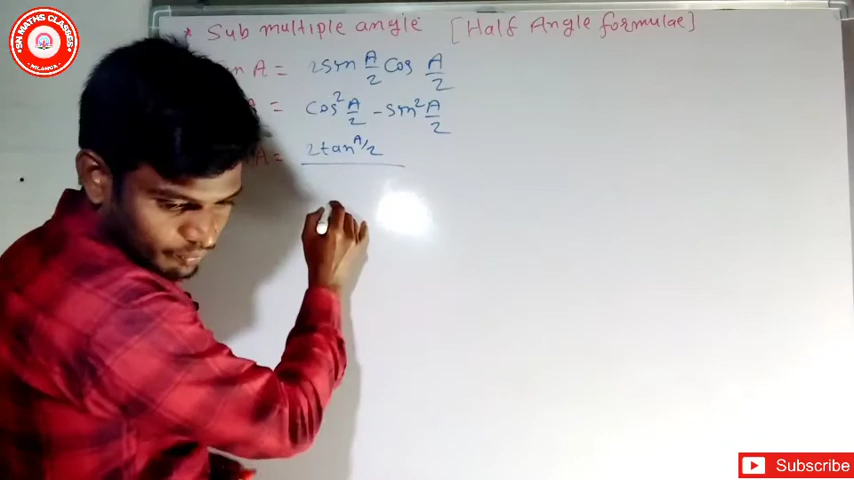 SN MATHS CLASSES
* Sub multiple angle [Half Angle formulae]
A = 2sin A/2 cos A/2
= cos² A/2 - sin² A/2
A = 2tan A/2
Subscribe